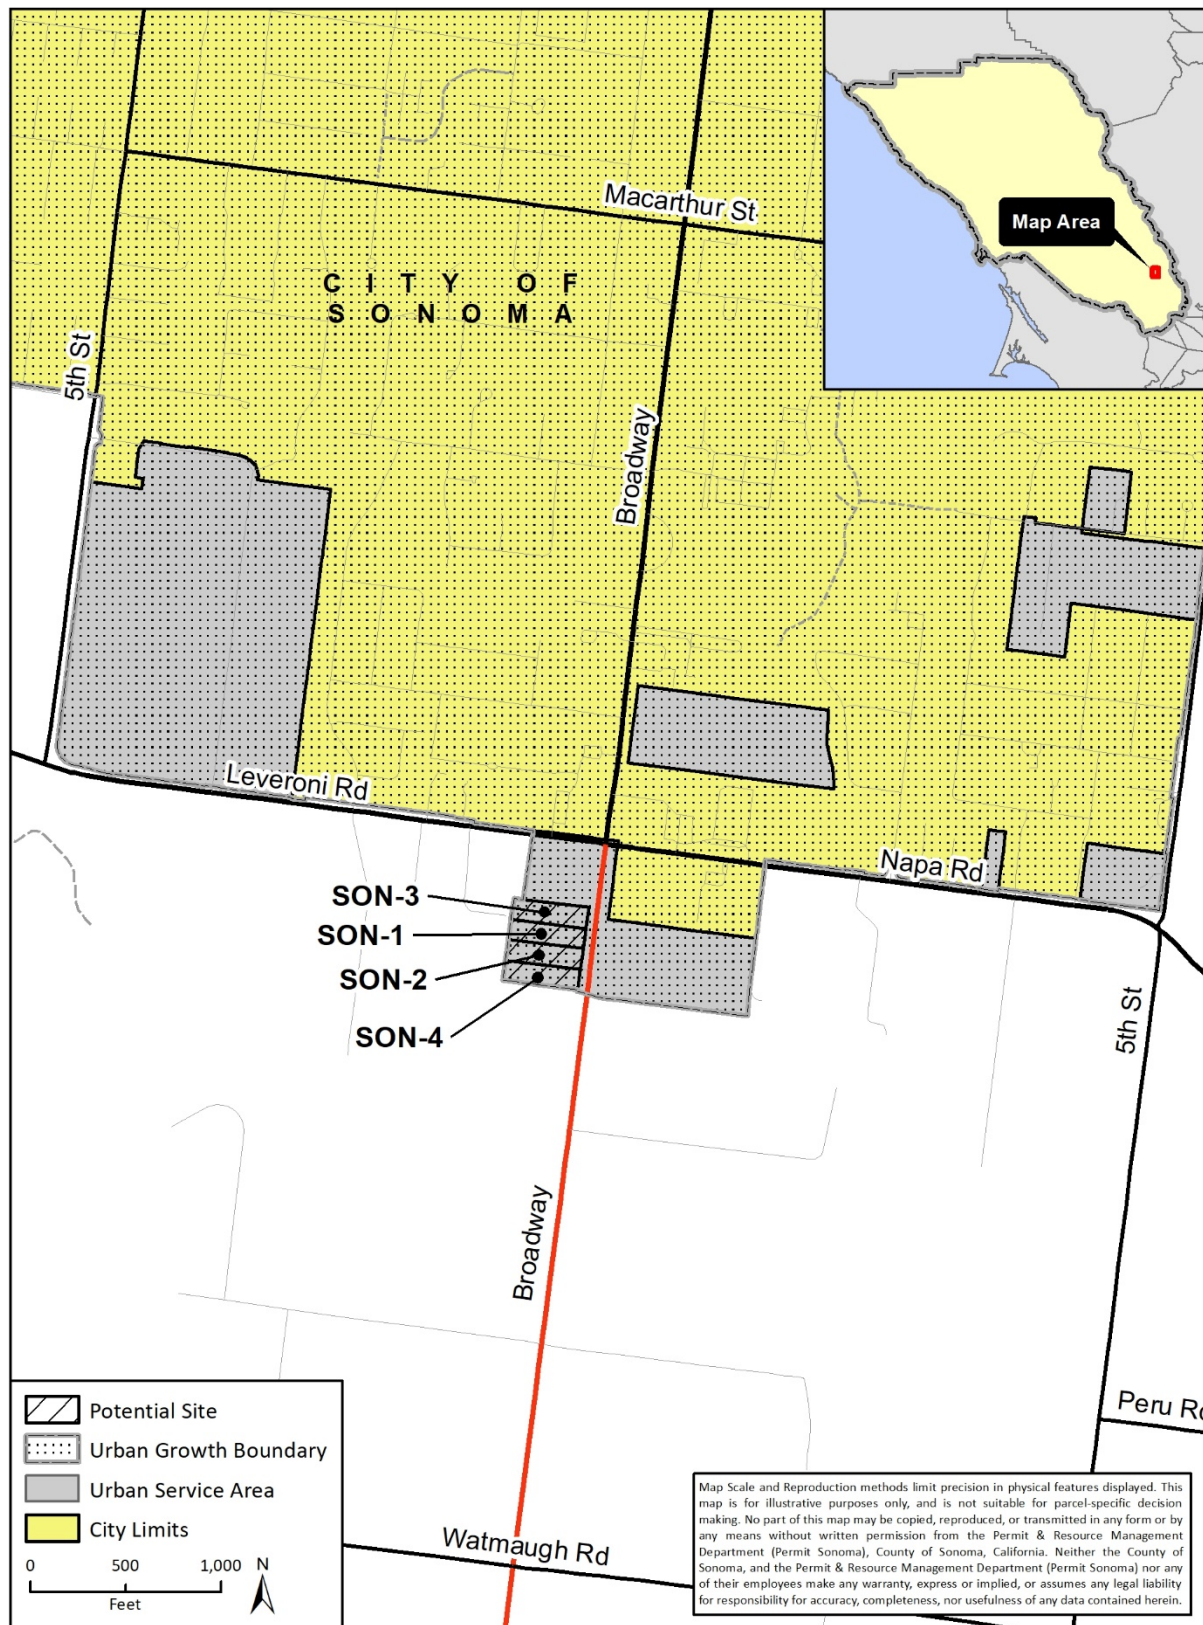 Macarthur St
Map Area
C I T Y O F
S O N O M A
5th St
Broadway
Leveroni Rd
Napa Rd
SON-3
SON-1
SON-2
SON-4
5th St
Broadway
Peru Rd
Watmaugh Rd
Potential Site
Urban Growth Boundary
Urban Service Area
City Limits
0 500 1,000 N
Feet
Map Scale and Reproduction methods limit precision in physical features displayed. This
map is for illustrative purposes only, and is not suitable for parcel-specific decision
making. No part of this map may be copied, reproduced, or transmitted in any form or by
any means without written permission from the Permit & Resource Management
Department (Permit Sonoma), County of Sonoma, California. Neither the County of
Sonoma, and the Permit & Resource Management Department (Permit Sonoma) nor any
of their employees make any warranty, express or implied, or assumes any legal liability
for responsibility for accuracy, completeness, nor usefulness of any data contained herein.